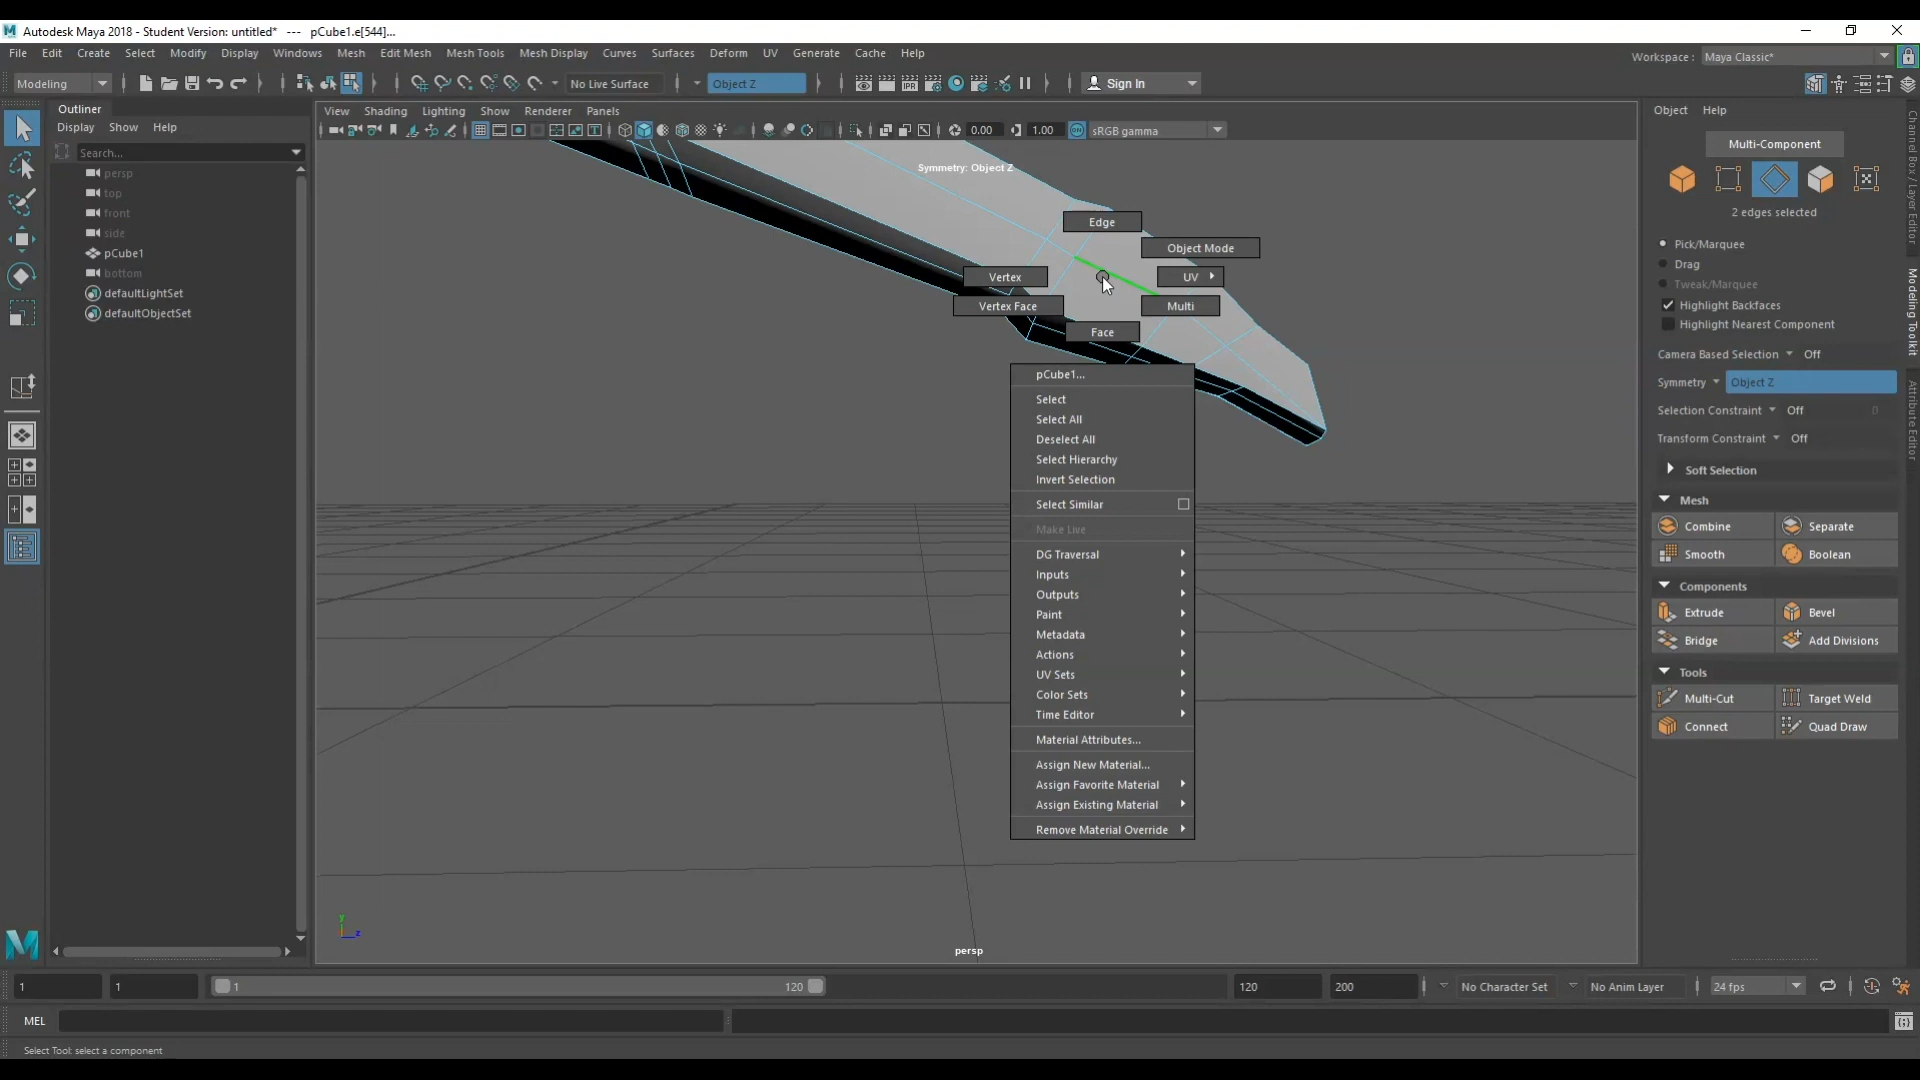 Autodesk Maya 2018 - Student Version: untitled* --- pCube1.e[544]...
File Edit Create Select Modify Display Windows Mesh Edit Mesh Mesh Tools Mesh Display Curves Surfaces Deform UV Generate Cache Help
Workspace : Maya Classic*
Modeling No Live Surface Object Z Sign In
Outliner
Display Show Help
Search...
persp
top
front
side
pCube1
bottom
defaultLightSet
defaultObjectSet
View Shading Lighting Show Renderer Panels
0.00 1.00 sRGB gamma
Symmetry: Object Z
Edge
Object Mode
Vertex
UV
Vertex Face
Multi
Face
pCube1...
Select
Select All
Deselect All
Select Hierarchy
Invert Selection
Select Similar
Make Live
DG Traversal
Inputs
Outputs
Paint
Metadata
Actions
UV Sets
Color Sets
Time Editor
Material Attributes...
Assign New Material...
Assign Favorite Material
Assign Existing Material
Remove Material Override
persp
y
z
Object Help
Multi-Component
2 edges selected
Pick/Marquee
Drag
Tweak/Marquee
Highlight Backfaces
Highlight Nearest Component
Camera Based Selection Off
Symmetry Object Z
Selection Constraint Off 0
Transform Constraint Off
Soft Selection
Mesh
Combine Separate
Smooth Boolean
Components
Extrude Bevel
Bridge Add Divisions
Tools
Multi-Cut Target Weld
Connect Quad Draw
Channel Box / Layer Editor
Modeling Toolkit
Attribute Editor
1 1 1 120 120 200 No Character Set No Anim Layer 24 fps
MEL
Select Tool: select a component